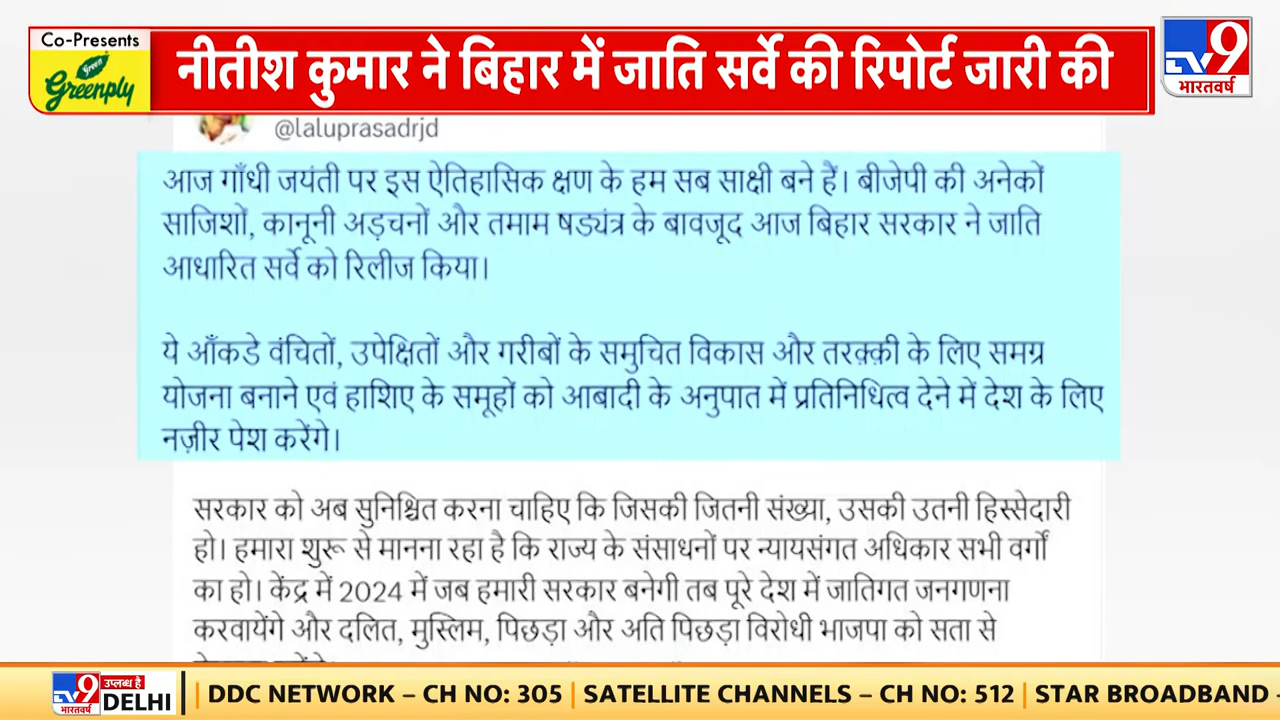 Co-Presents
Green
Greenply
नीतीश कुमार ने बिहार में जाति सर्वे की रिपोर्ट जारी की
TV9
भारतवर्ष
@laluprasadrjd
आज गाँधी जयंती पर इस ऐतिहासिक क्षण के हम सब साक्षी बने हैं। बीजेपी की अनेकों
साजिशों, कानूनी अड़चनों और तमाम षड्यंत्र के बावजूद आज बिहार सरकार ने जाति
आधारित सर्वे को रिलीज किया।
ये आँकडे वंचितों, उपेक्षितों और गरीबों के समुचित विकास और तरक़्क़ी के लिए समग्र
योजना बनाने एवं हाशिए के समूहों को आबादी के अनुपात में प्रतिनिधित्व देने में देश के लिए
नज़ीर पेश करेंगे।
सरकार को अब सुनिश्चित करना चाहिए कि जिसकी जितनी संख्या, उसकी उतनी हिस्सेदारी
हो। हमारा शुरू से मानना रहा है कि राज्य के संसाधनों पर न्यायसंगत अधिकार सभी वर्गों
का हो। केंद्र में 2024 में जब हमारी सरकार बनेगी तब पूरे देश में जातिगत जनगणना
करवायेंगे और दलित, मुस्लिम, पिछड़ा और अति पिछड़ा विरोधी भाजपा को सता से
TV9 भारतवर्ष उपलब्ध है DELHI | DDC NETWORK – CH NO: 305 | SATELLITE CHANNELS – CH NO: 512 | STAR BROADBAND -